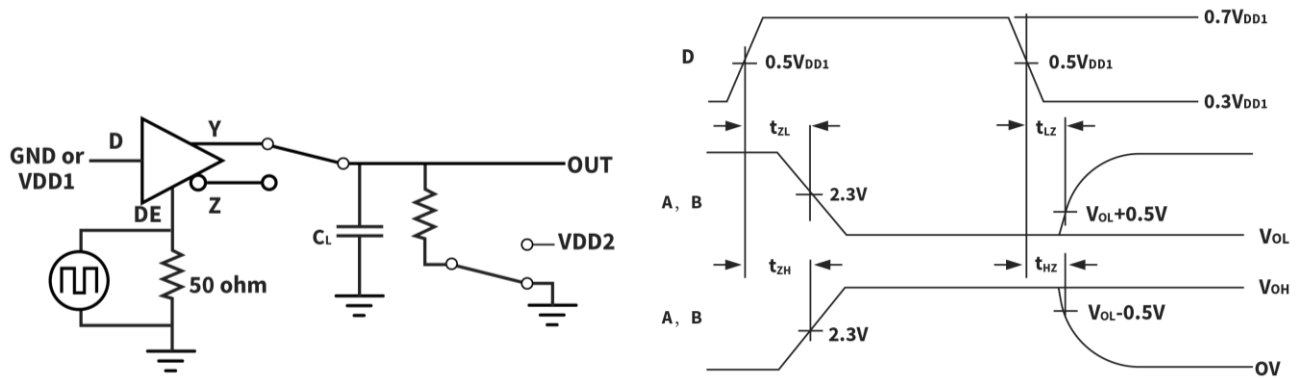 D
Y
GND or
VDD1
DE
Z
50 ohm
CL
OUT
VDD2
D
0.5VDD1
0.5VDD1
0.7VDD1
0.3VDD1
tZL
tLZ
A, B
2.3V
VOL+0.5V
VOL
tZH
tHZ
A, B
2.3V
VOH
VOL-0.5V
OV